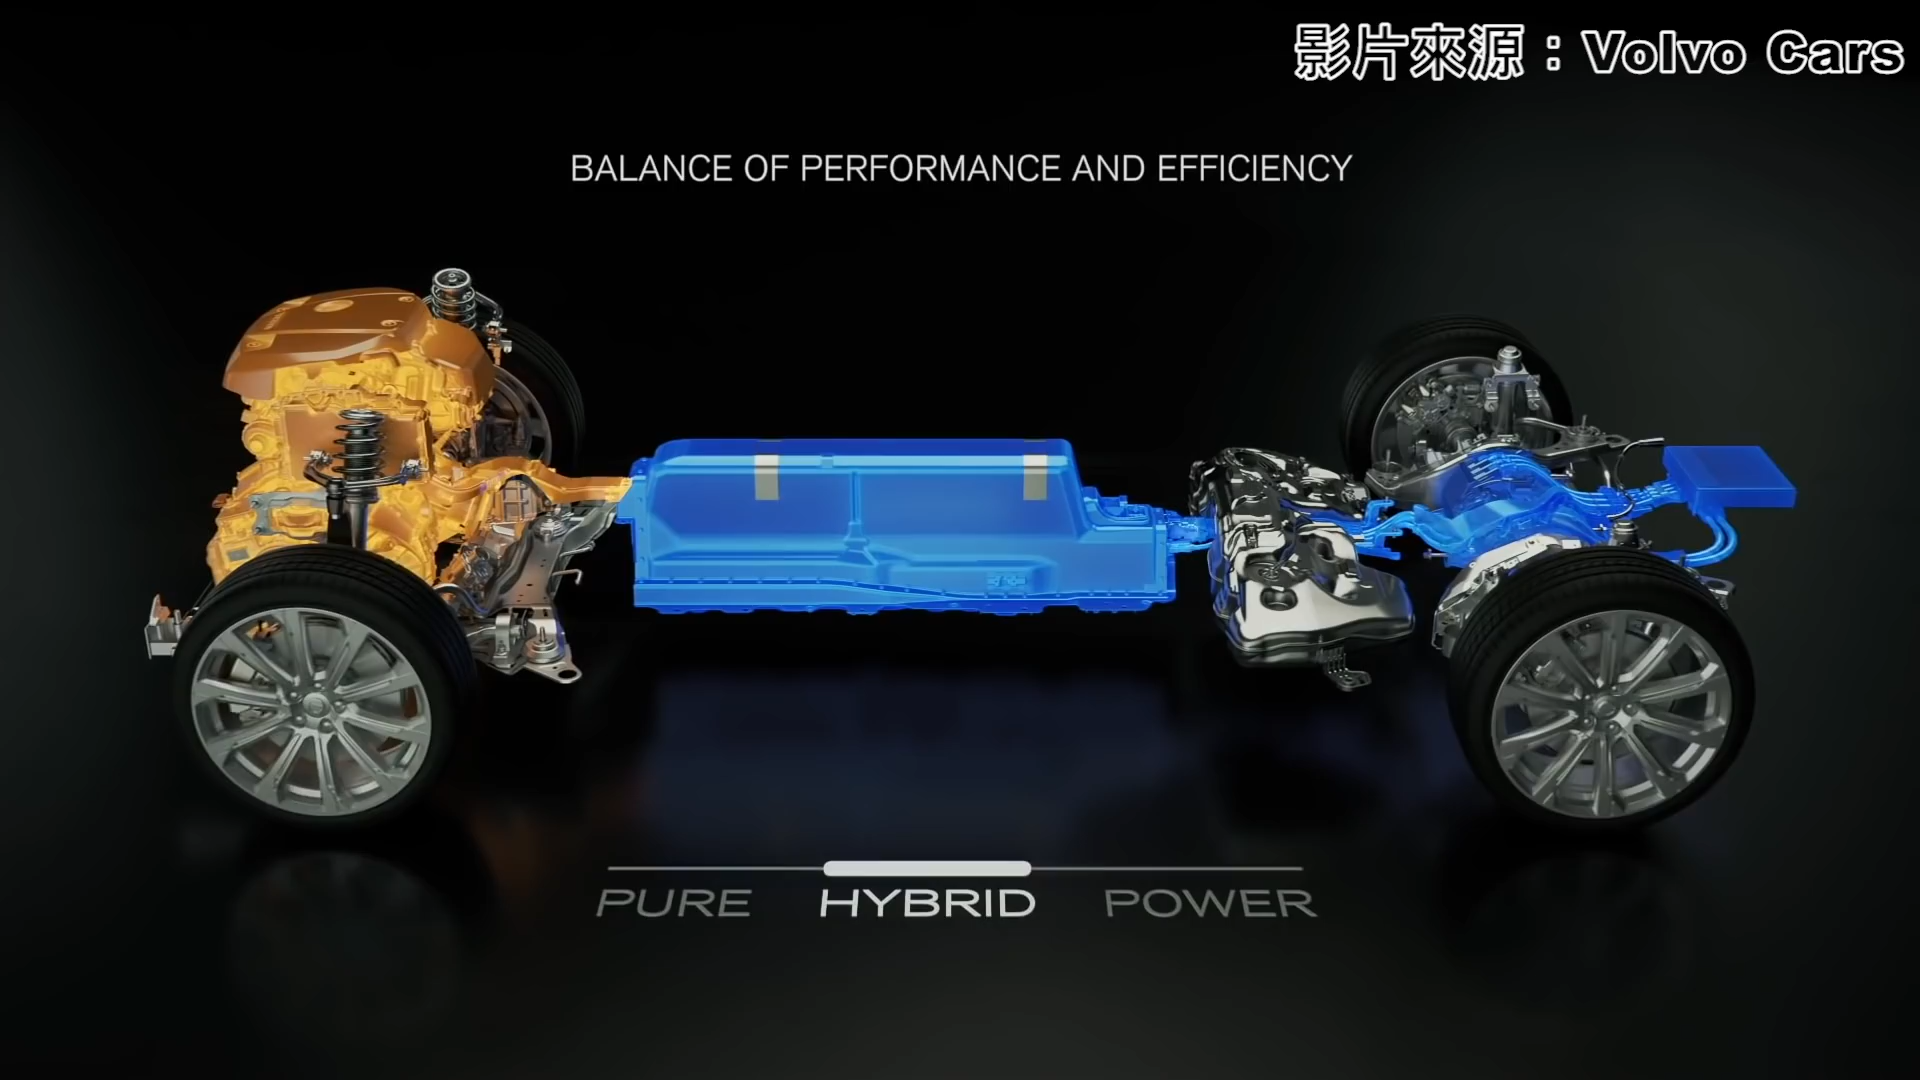 影片來源：Volvo Cars
BALANCE OF PERFORMANCE AND EFFICIENCY
PURE HYBRID POWER